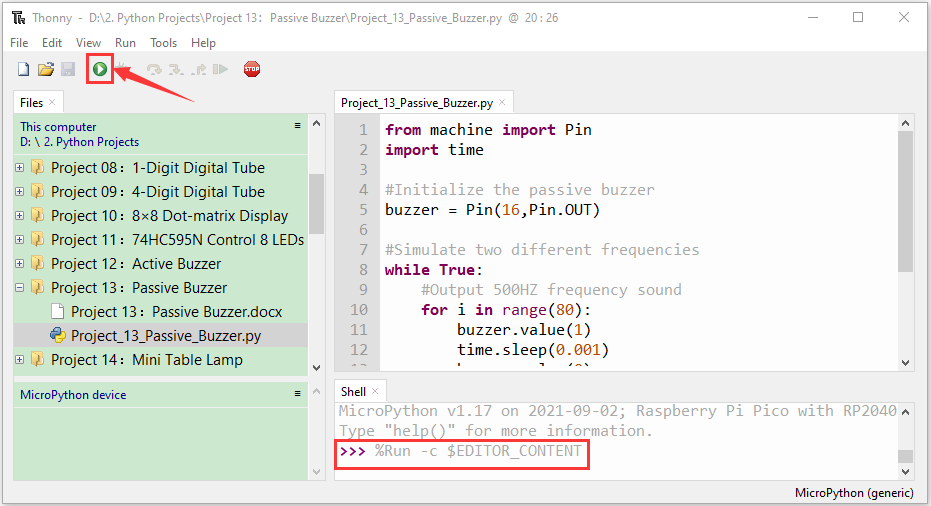 Thonny - D:\2. Python Projects\Project 13：Passive Buzzer\Project_13_Passive_Buzzer.py @ 20 : 26
File Edit View Run Tools Help
STOP
Files
This computer
D: \ 2. Python Projects
Project 08：1-Digit Digital Tube
Project 09：4-Digit Digital Tube
Project 10：8×8 Dot-matrix Display
Project 11：74HC595N Control 8 LEDs
Project 12：Active Buzzer
Project 13：Passive Buzzer
Project 13：Passive Buzzer.docx
Project_13_Passive_Buzzer.py
Project 14：Mini Table Lamp
MicroPython device
Project_13_Passive_Buzzer.py
1 from machine import Pin
2 import time
3
4 #Initialize the passive buzzer
5 buzzer = Pin(16,Pin.OUT)
6
7 #Simulate two different frequencies
8 while True:
9 #Output 500HZ frequency sound
10 for i in range(80):
11 buzzer.value(1)
12 time.sleep(0.001)
Shell
MicroPython v1.17 on 2021-09-02; Raspberry Pi Pico with RP2040
Type "help()" for more information.
>>> %Run -c $EDITOR_CONTENT
MicroPython (generic)